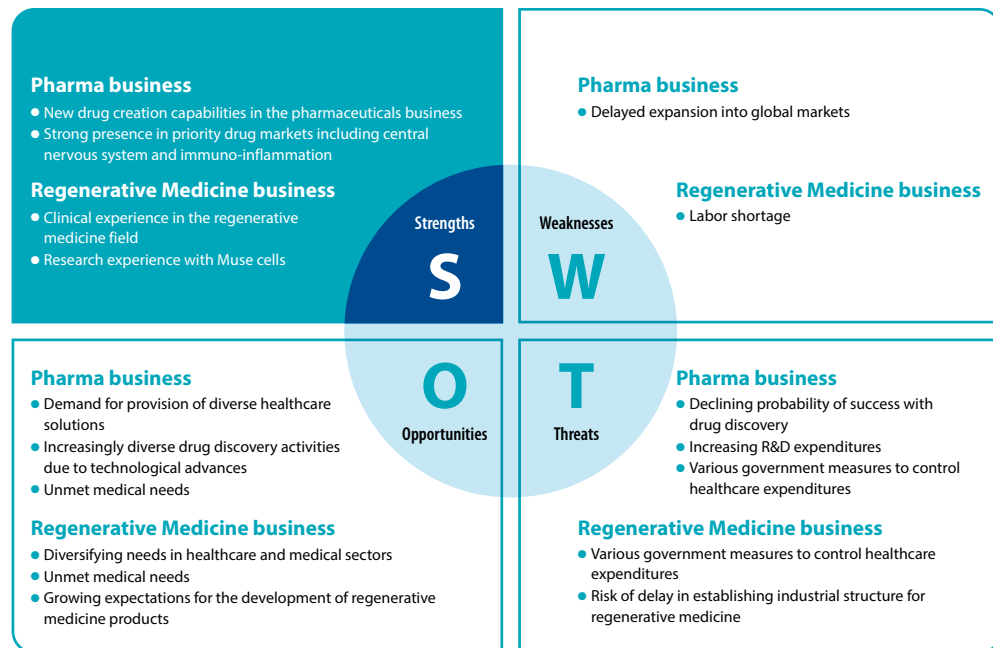 Pharma business
● New drug creation capabilities in the pharmaceuticals business
● Strong presence in priority drug markets including central
nervous system and immuno-inflammation
Regenerative Medicine business
● Clinical experience in the regenerative
medicine field
● Research experience with Muse cells
Strengths
S
Pharma business
● Delayed expansion into global markets
Regenerative Medicine business
● Labor shortage
Weaknesses
W
Pharma business
● Demand for provision of diverse healthcare
solutions
● Increasingly diverse drug discovery activities
due to technological advances
● Unmet medical needs
Regenerative Medicine business
● Diversifying needs in healthcare and medical sectors
● Unmet medical needs
● Growing expectations for the development of regenerative
medicine products
O
Opportunities
T
Threats
Pharma business
● Declining probability of success with
drug discovery
● Increasing R&D expenditures
● Various government measures to control
healthcare expenditures
Regenerative Medicine business
● Various government measures to control healthcare
expenditures
● Risk of delay in establishing industrial structure for
regenerative medicine